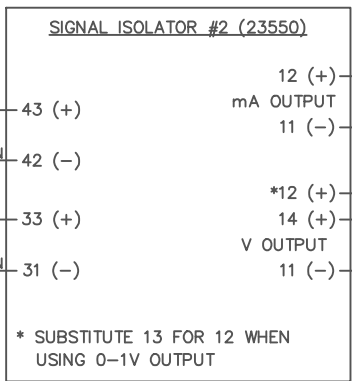 SIGNAL ISOLATOR #2 (23550)
12 (+)
mA OUTPUT
43 (+)
11 (-)
42 (-)
*12 (+)
33 (+)
14 (+)
V OUTPUT
31 (-)
11 (-)
* SUBSTITUTE 13 FOR 12 WHEN
USING 0-1V OUTPUT